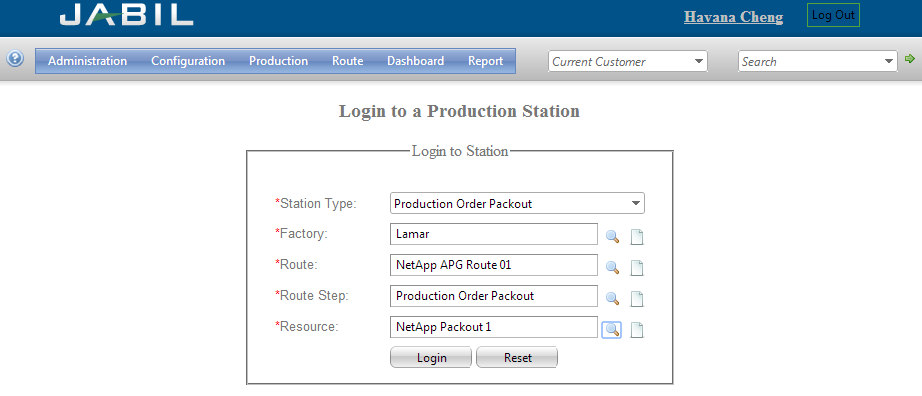 JABIL
Havana Cheng
Log Out
? Administration Configuration Production Route Dashboard Report Current Customer Search
Login to a Production Station
Login to Station
*Station Type: Production Order Packout
*Factory: Lamar
*Route: NetApp APG Route 01
*Route Step: Production Order Packout
*Resource: NetApp Packout 1
Login Reset